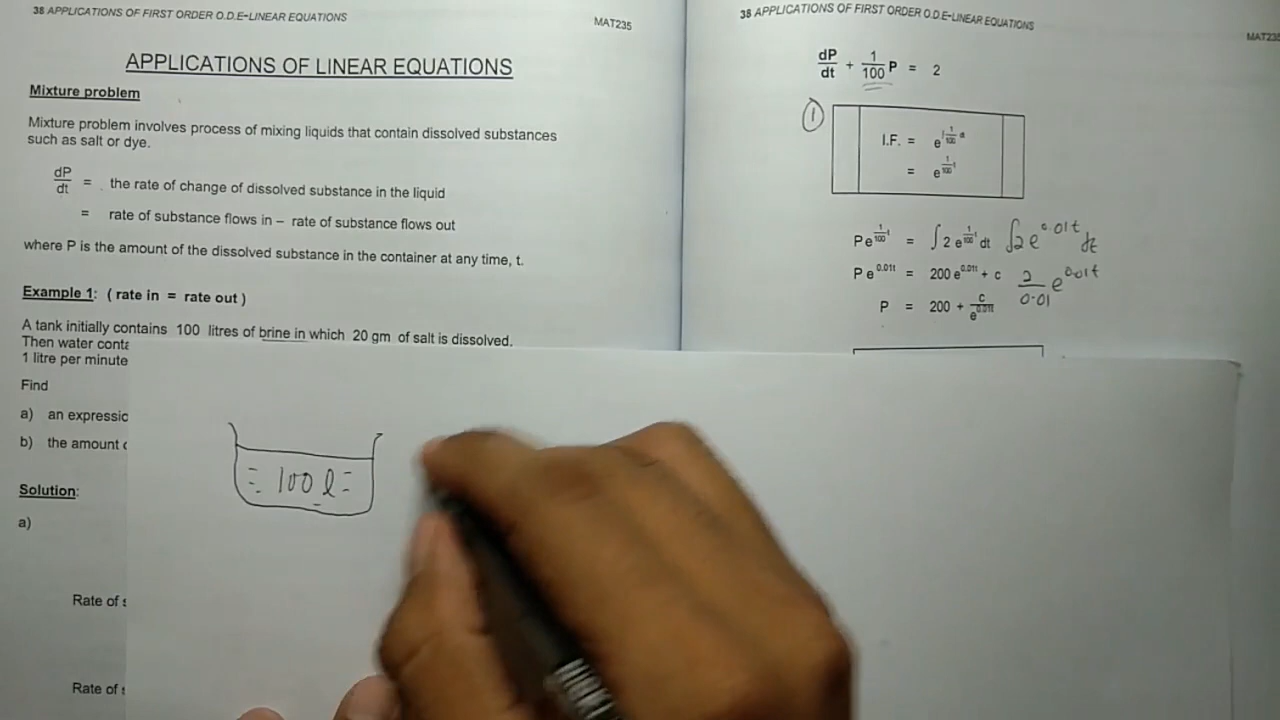 38 APPLICATIONS OF FIRST ORDER O.D.E-LINEAR EQUATIONS
MAT235
APPLICATIONS OF LINEAR EQUATIONS
Mixture problem
Mixture problem involves process of mixing liquids that contain dissolved substances
such as salt or dye.
dP/dt = the rate of change of dissolved substance in the liquid
= rate of substance flows in – rate of substance flows out
where P is the amount of the dissolved substance in the container at any time, t.
Example 1: ( rate in = rate out )
A tank initially contains 100 litres of brine in which 20 gm of salt is dissolved.
Then water
1 litre per minute
Find
a) an
b) the amount
Solution:
a)
Rate of
Rate of
= 100 l =
38 APPLICATIONS OF FIRST ORDER O.D.E-LINEAR EQUATIONS
dP/dt + 1/100 P = 2
1
I.F. = e^∫1/100 dt
= e^1/100 t
Pe^1/100 t = ∫ 2 e^1/100 t dt ∫2e^0.01t dt
Pe^0.01t = 200 e^0.01t + c 2/0.01 e^0.01t
P = 200 + c/e^0.01t